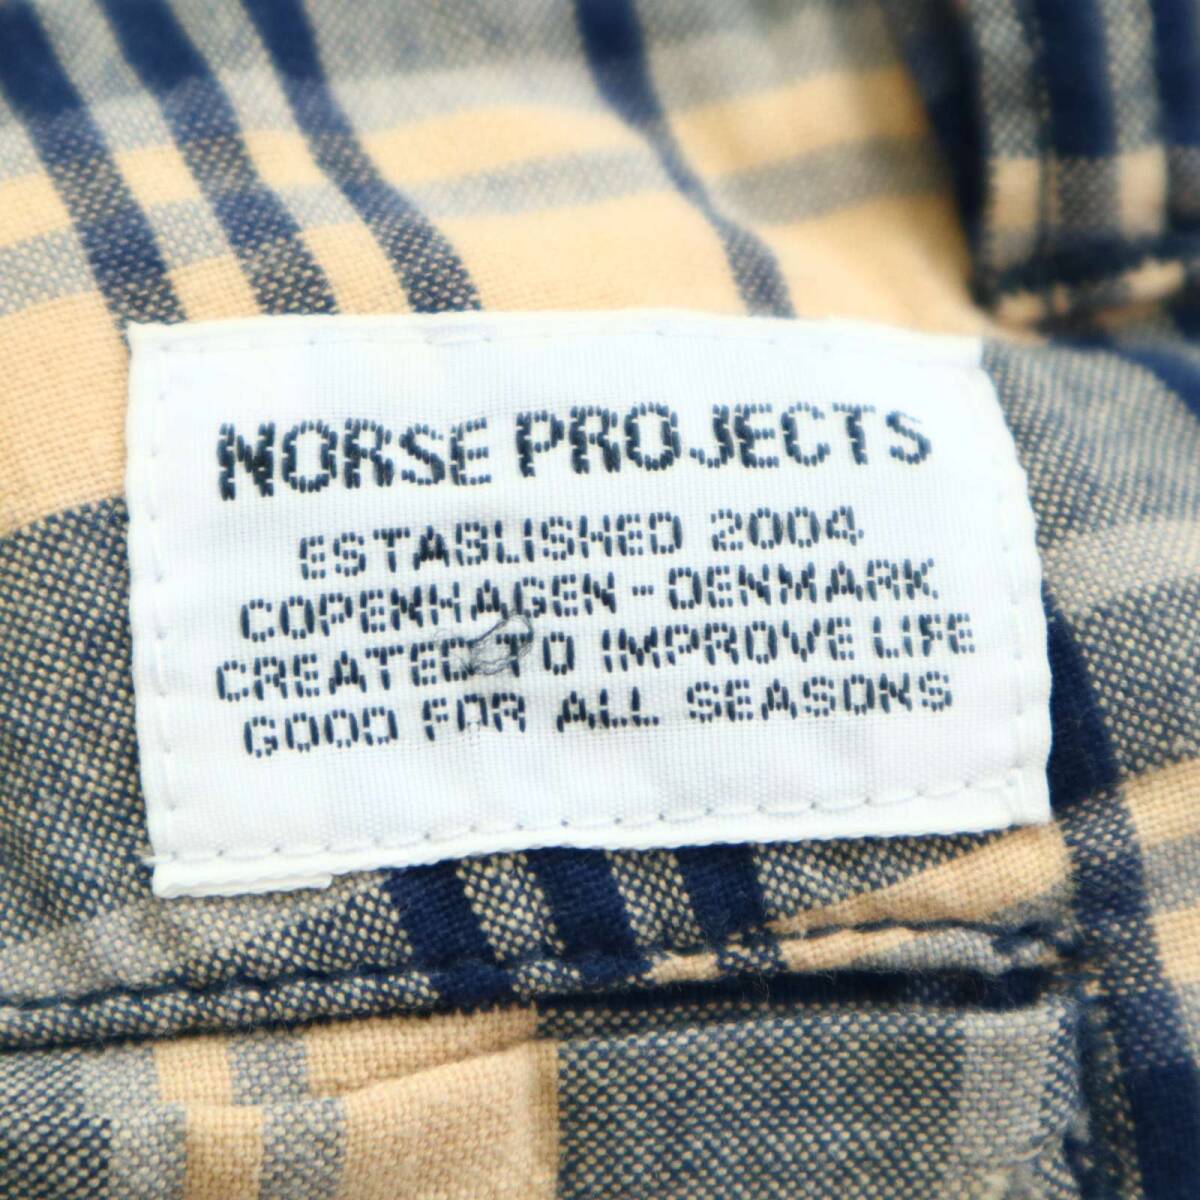 NORSE PROJECTS
ESTABLISHED 2004
COPENHAGEN - DENMARK
CREATED TO IMPROVE LIFE
GOOD FOR ALL SEASONS